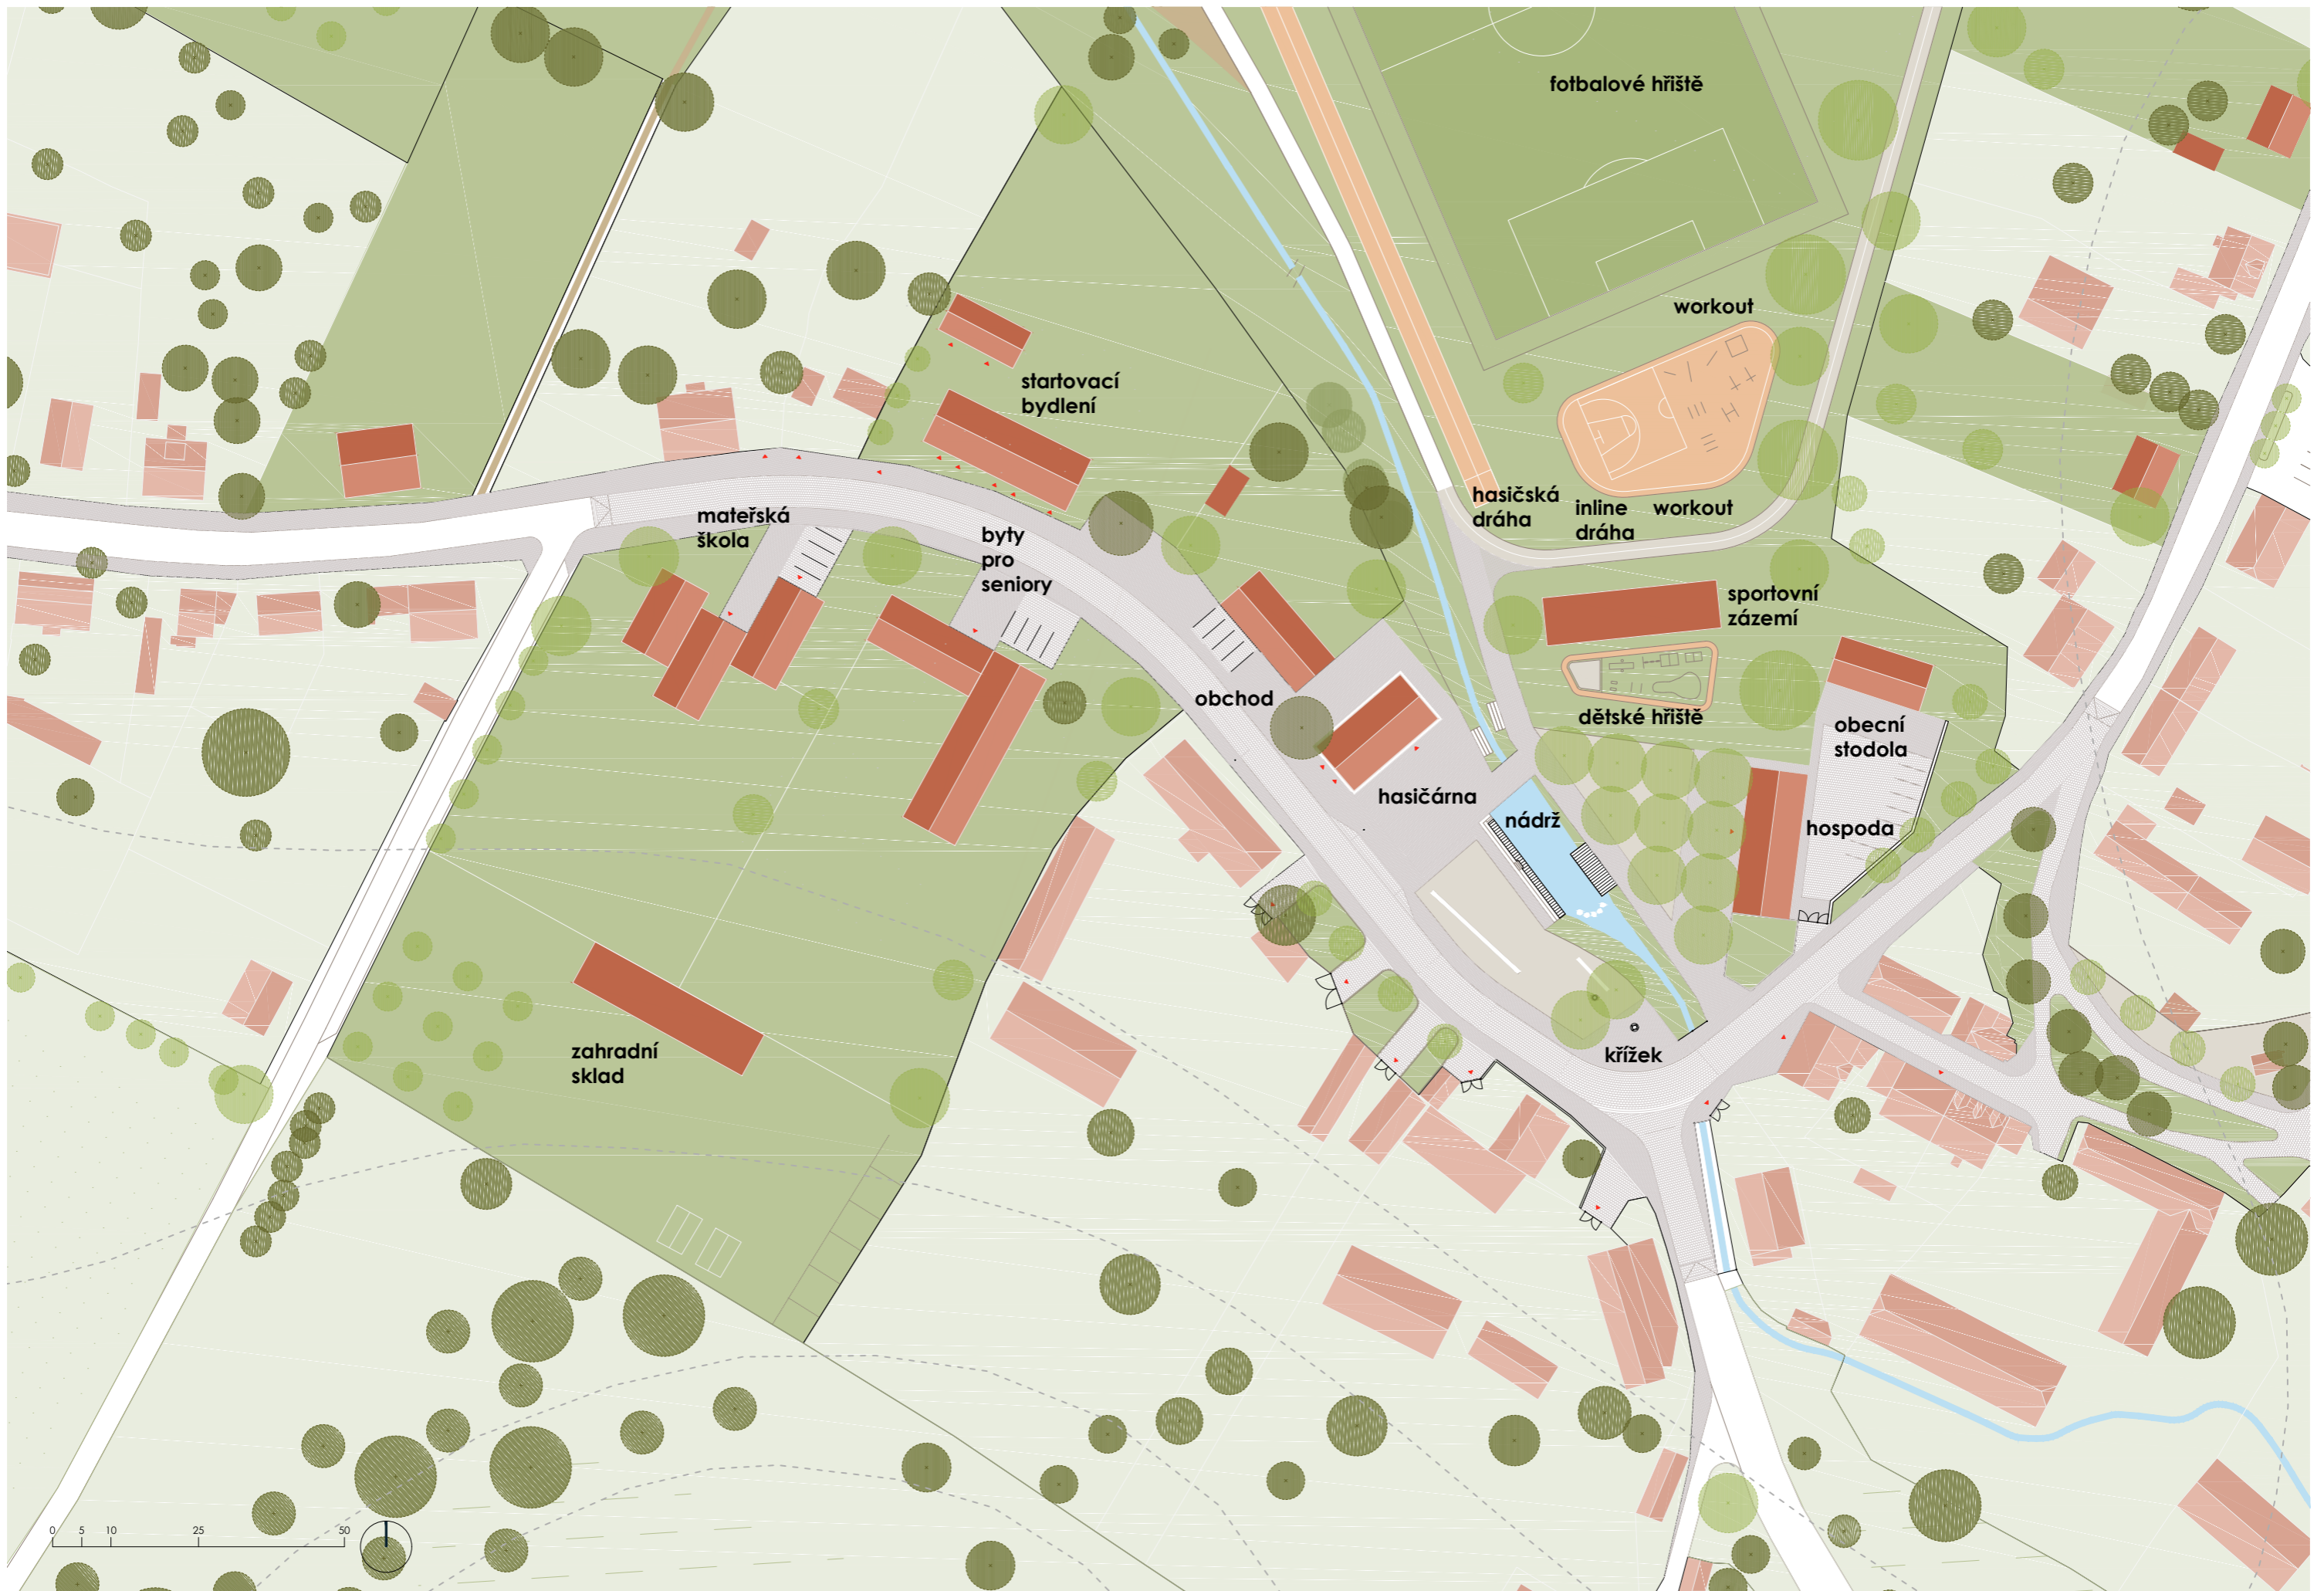 fotbalové hřiště
workout
startovací
bydlení
hasičská
dráha
inline
dráha
workout
mateřská
škola
byty
pro
seniory
sportovní
zázemí
obchod
dětské hřiště
obecní
stodola
hasičárna
nádrž
hospoda
zahradní
sklad
křížek
0 5 10 25 50